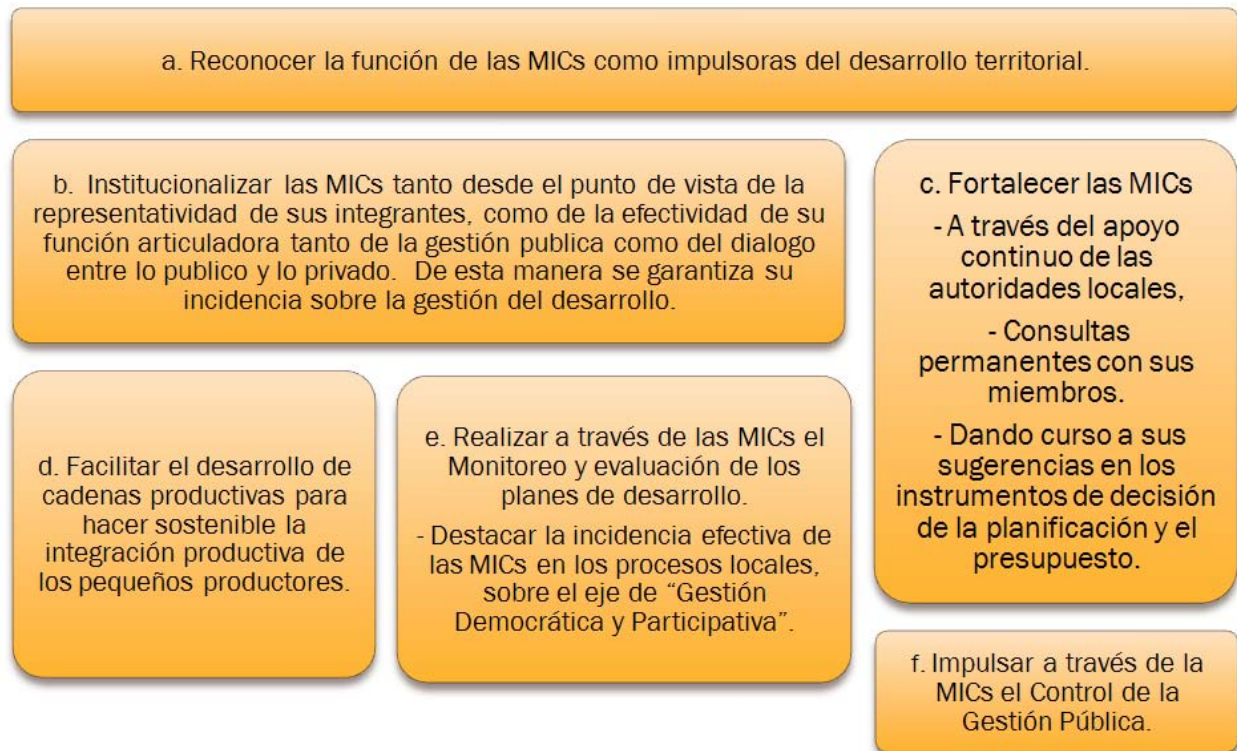 a. Reconocer la función de las MICs como impulsoras del desarrollo territorial.
b. Institucionalizar las MICs tanto desde el punto de vista de la
representatividad de sus integrantes, como de la efectividad de su
función articuladora tanto de la gestión publica como del dialogo
entre lo publico y lo privado. De esta manera se garantiza su
incidencia sobre la gestión del desarrollo.
c. Fortalecer las MICs
- A través del apoyo
continuo de las
autoridades locales,
- Consultas
permanentes con sus
miembros.
- Dando curso a sus
sugerencias en los
instrumentos de decisión
de la planificación y el
presupuesto.
d. Facilitar el desarrollo de
cadenas productivas para
hacer sostenible la
integración productiva de
los pequeños productores.
e. Realizar a través de las MICs el
Monitoreo y evaluación de los
planes de desarrollo.
- Destacar la incidencia efectiva de
las MICs en los procesos locales,
sobre el eje de “Gestión
Democrática y Participativa”.
f. Impulsar a través de la
MICs el Control de la
Gestión Pública.